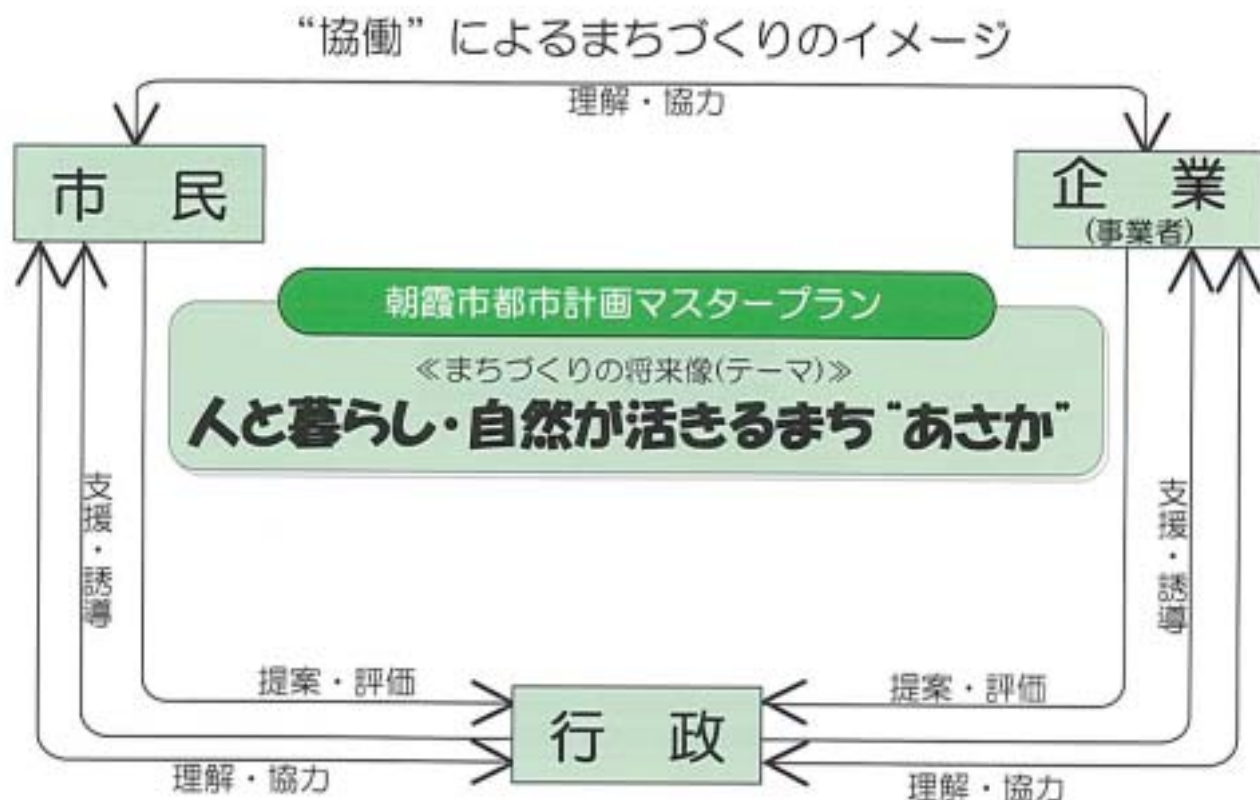 “協働”によるまちづくりのイメージ
理解・協力
市 民
企 業
(事業者)
朝霞市都市計画マスタープラン
≪まちづくりの将来像(テーマ)≫
人と暮らし・自然が活きるまち“あさか”
支援・誘導
支援・誘導
提案・評価
提案・評価
行 政
理解・協力
理解・協力